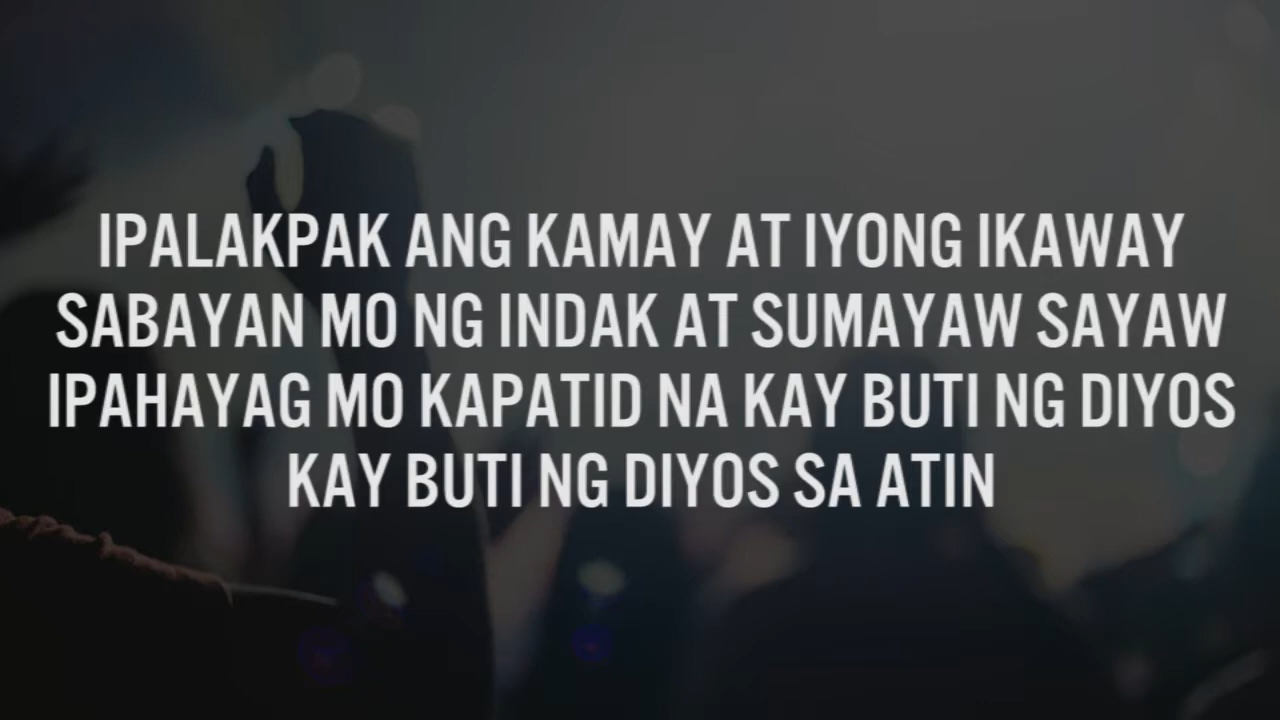 IPALAKPAK ANG KAMAY AT IYONG IKAWAY
SABAYAN MO NG INDAK AT SUMAYAW SAYAW
IPAHAYAG MO KAPATID NA KAY BUTI NG DIYOS
KAY BUTI NG DIYOS SA ATIN